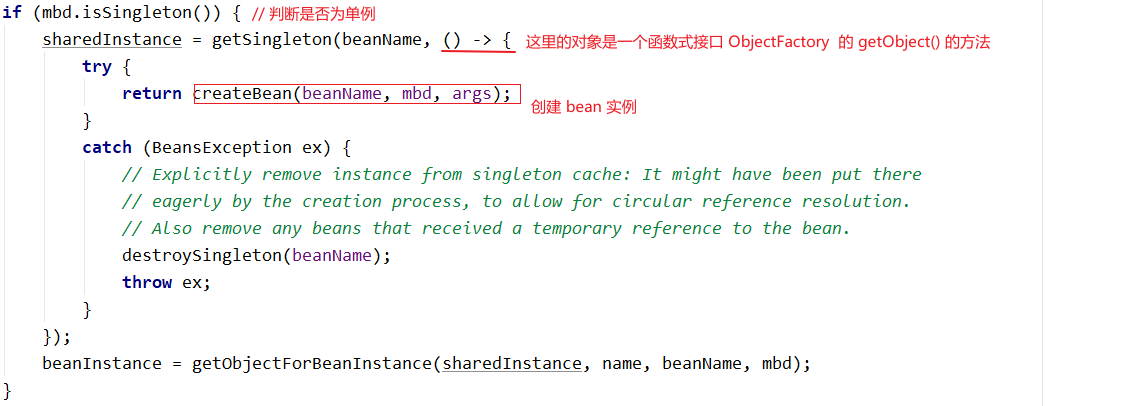 if (mbd.isSingleton()) { // 判断是否为单例
sharedInstance = getSingleton(beanName, () -> { 这里的对象是一个函数式接口 ObjectFactory 的 getObject() 的方法
try {
return createBean(beanName, mbd, args); 创建 bean 实例
}
catch (BeansException ex) {
// Explicitly remove instance from singleton cache: It might have been put there
// eagerly by the creation process, to allow for circular reference resolution.
// Also remove any beans that received a temporary reference to the bean.
destroySingleton(beanName);
throw ex;
}
});
beanInstance = getObjectForBeanInstance(sharedInstance, name, beanName, mbd);
}